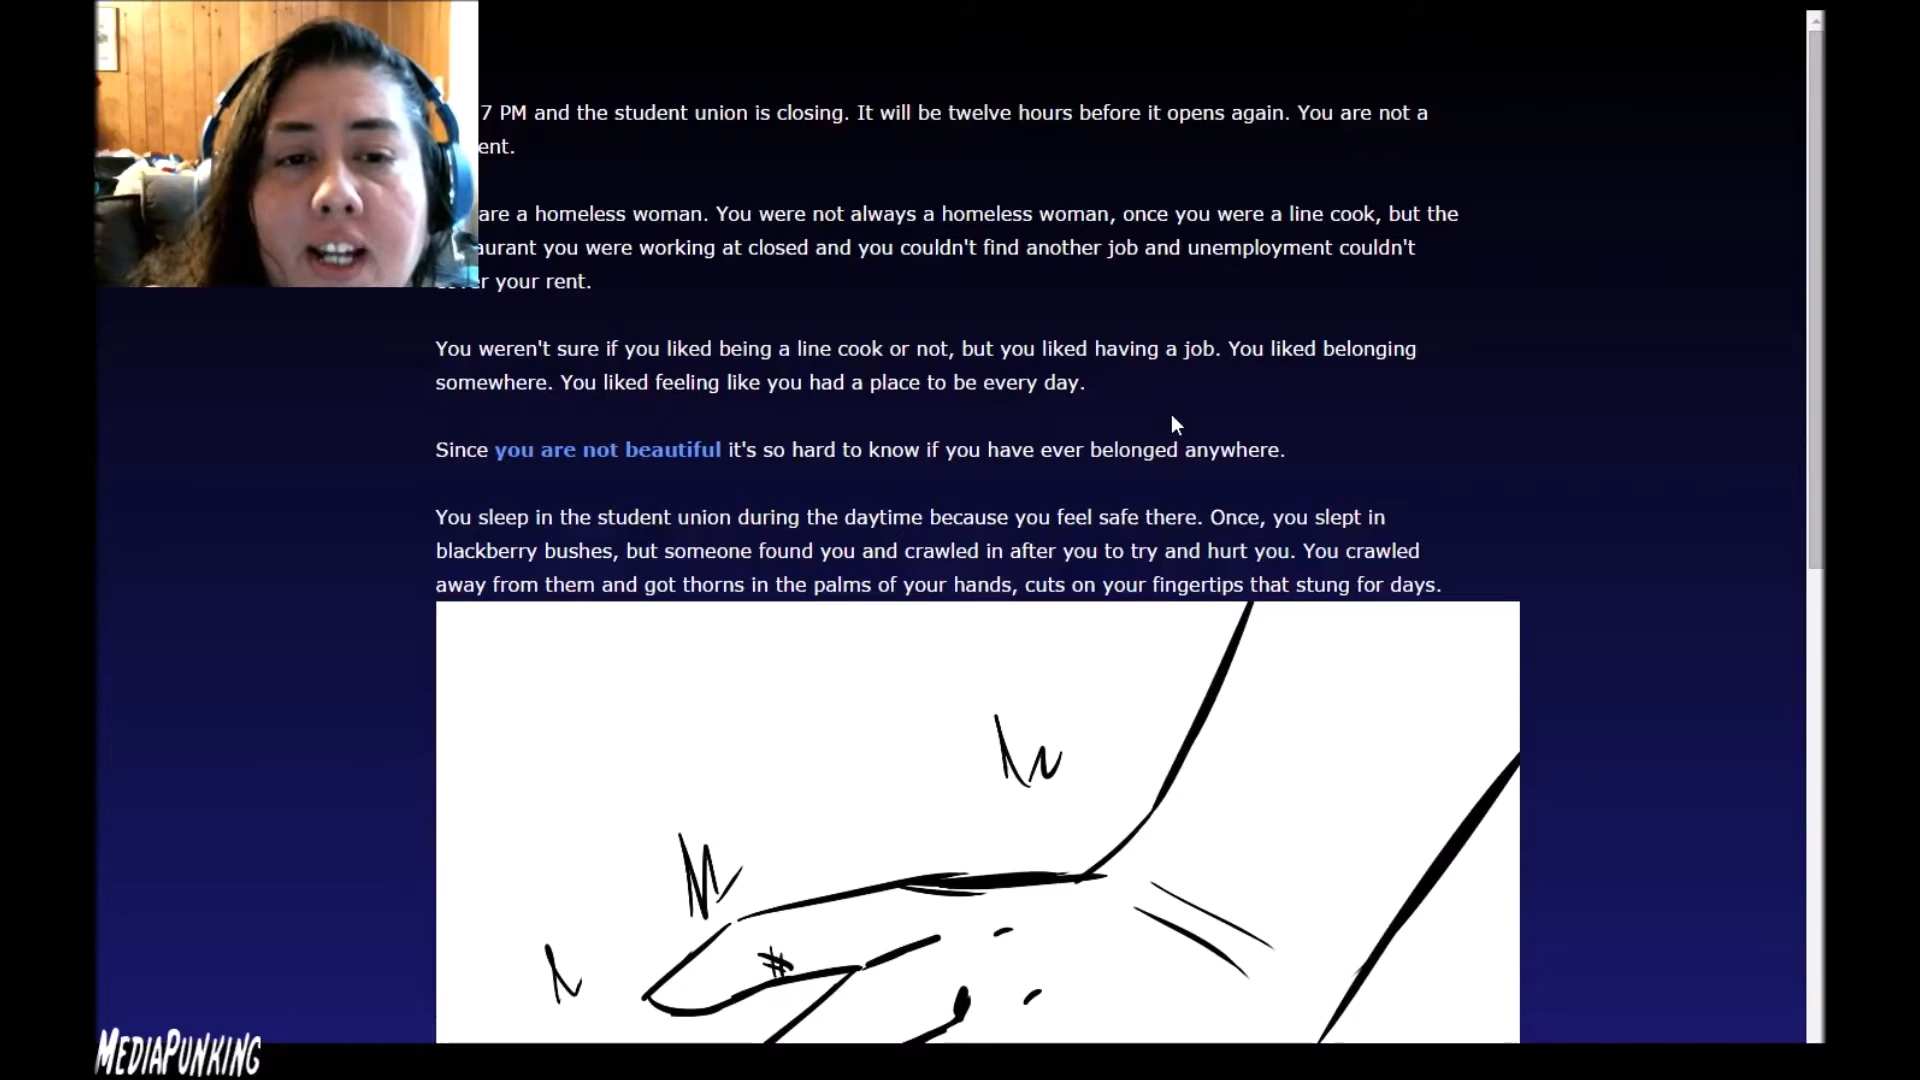 7 PM and the student union is closing. It will be twelve hours before it opens again. You are not a
ent.
are a homeless woman. You were not always a homeless woman, once you were a line cook, but the
aurant you were working at closed and you couldn't find another job and unemployment couldn't
your rent.
You weren't sure if you liked being a line cook or not, but you liked having a job. You liked belonging
somewhere. You liked feeling like you had a place to be every day.
Since you are not beautiful it's so hard to know if you have ever belonged anywhere.
You sleep in the student union during the daytime because you feel safe there. Once, you slept in
blackberry bushes, but someone found you and crawled in after you to try and hurt you. You crawled
away from them and got thorns in the palms of your hands, cuts on your fingertips that stung for days.
MEDIAPUNKING